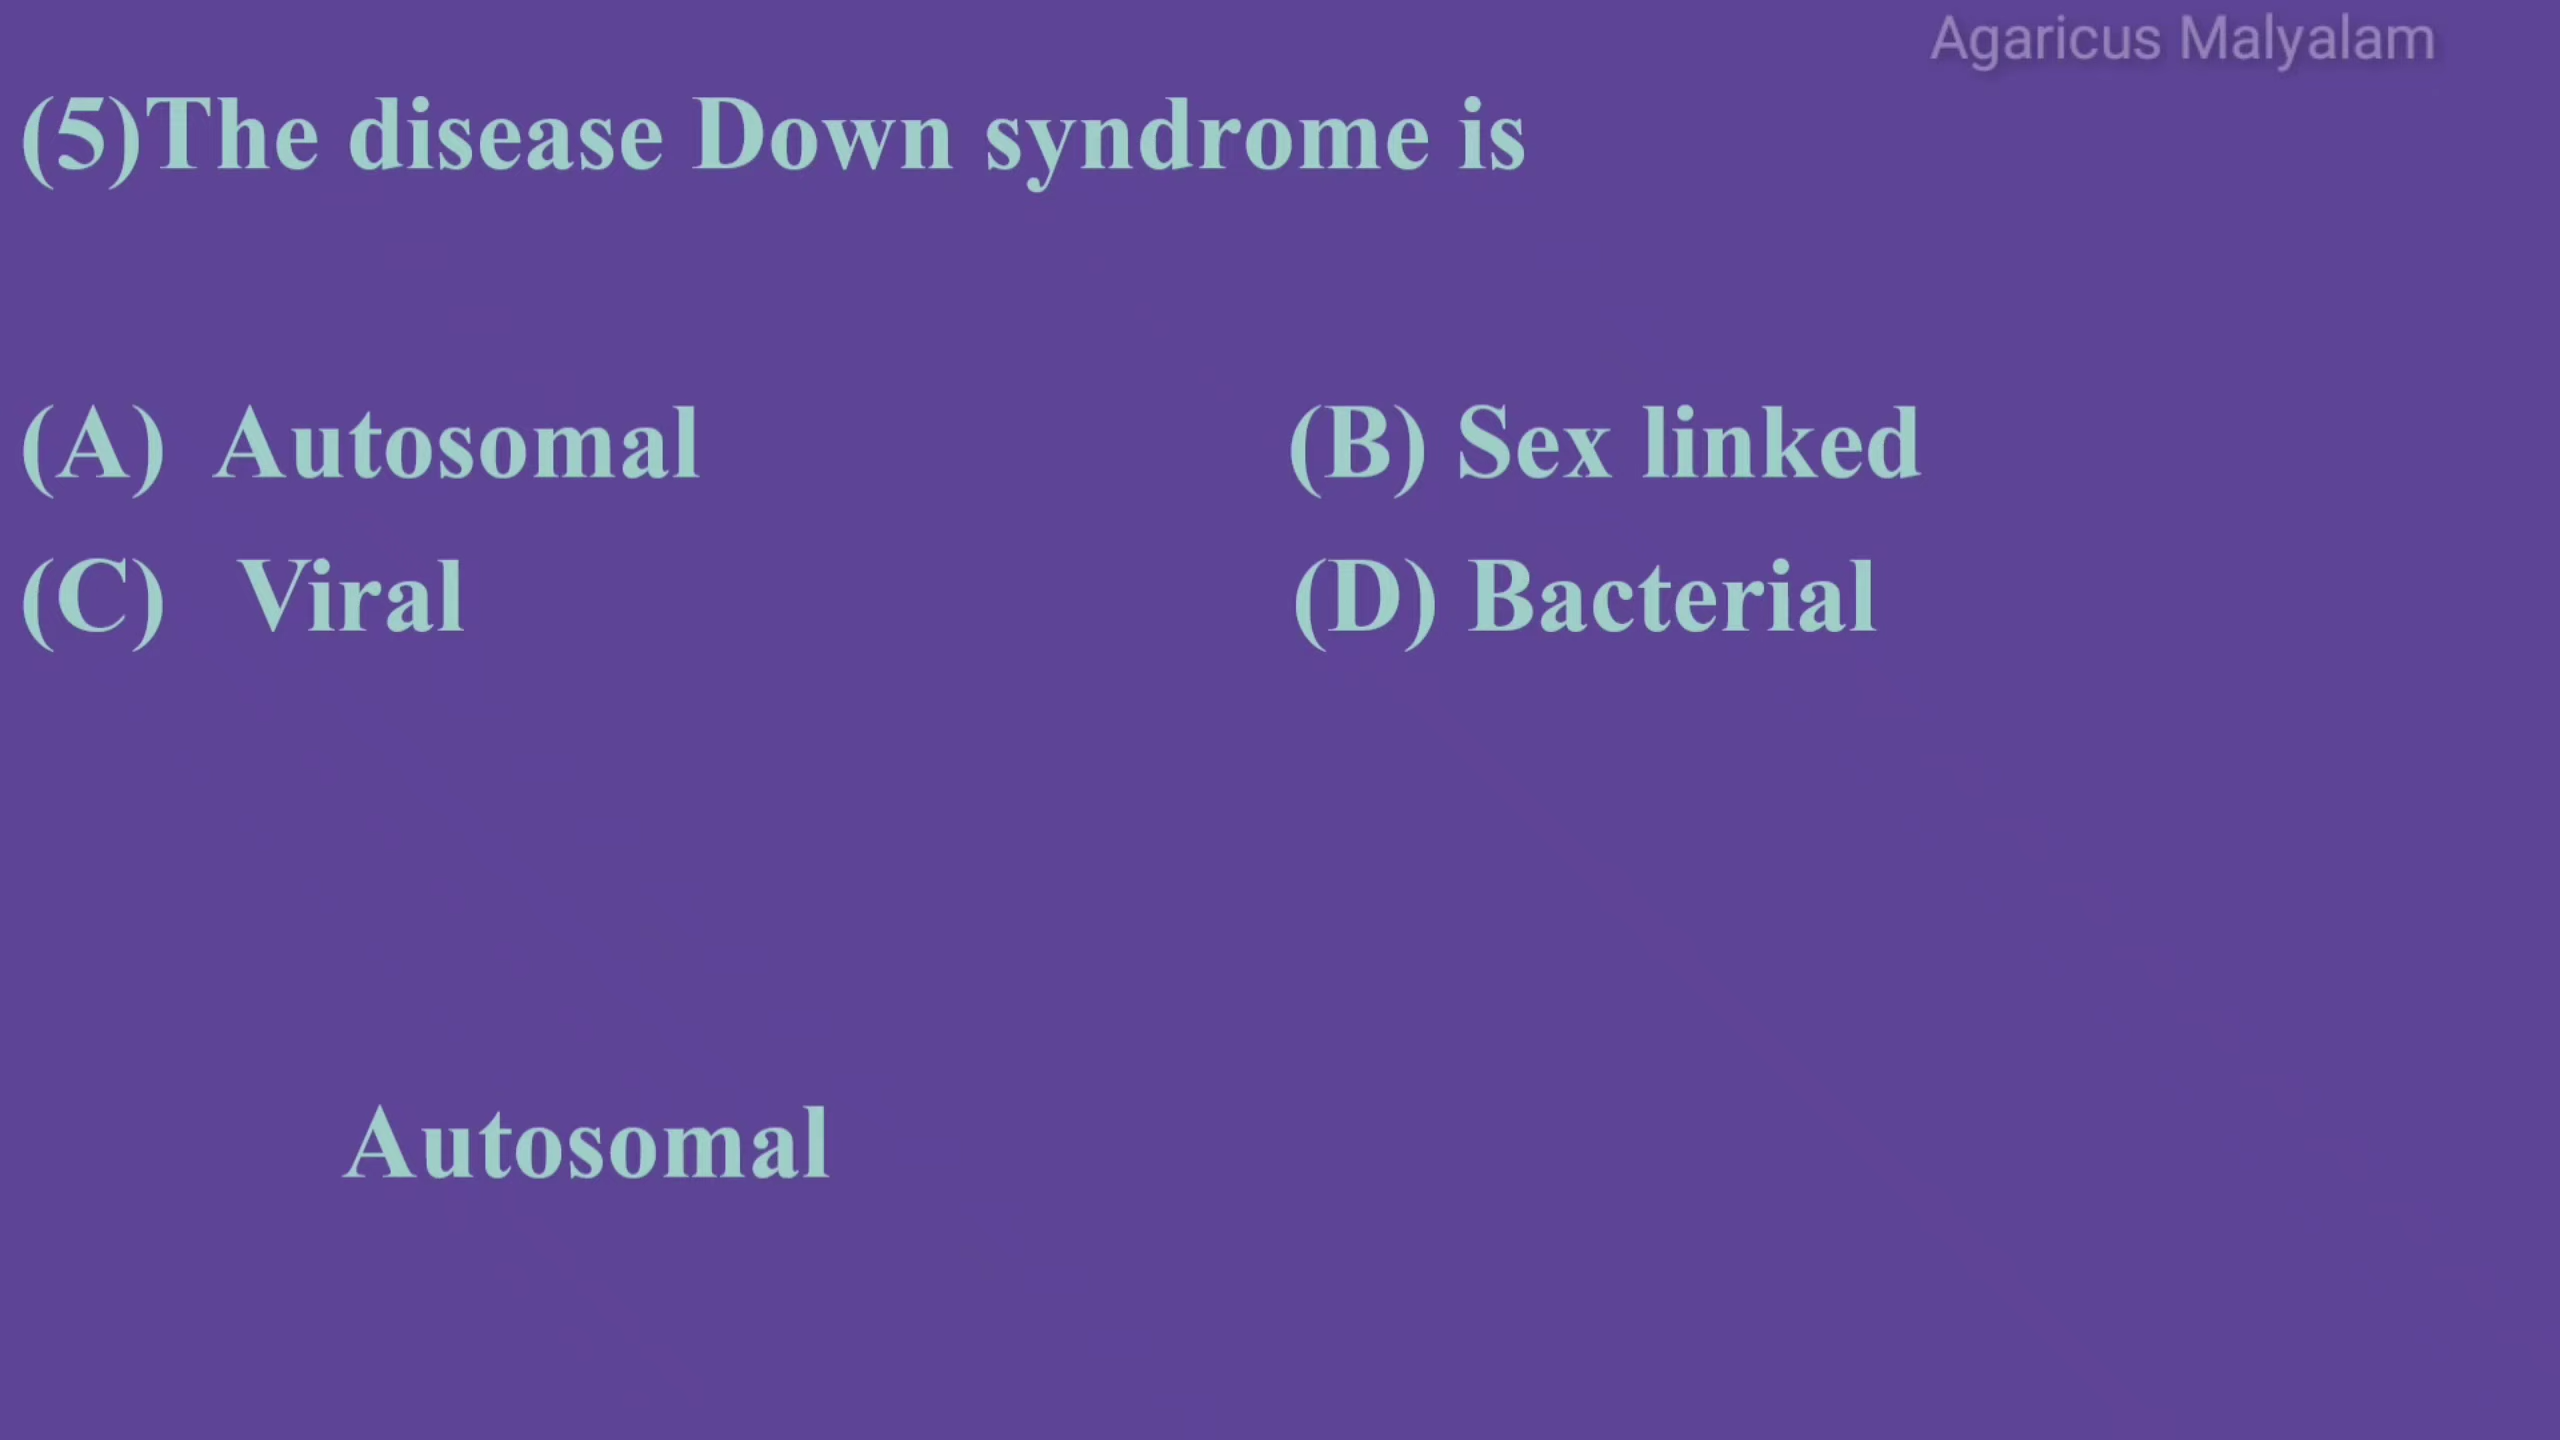 Agaricus Malyalam
(5)The disease Down syndrome is
(A) Autosomal (B) Sex linked
(C) Viral (D) Bacterial
Autosomal